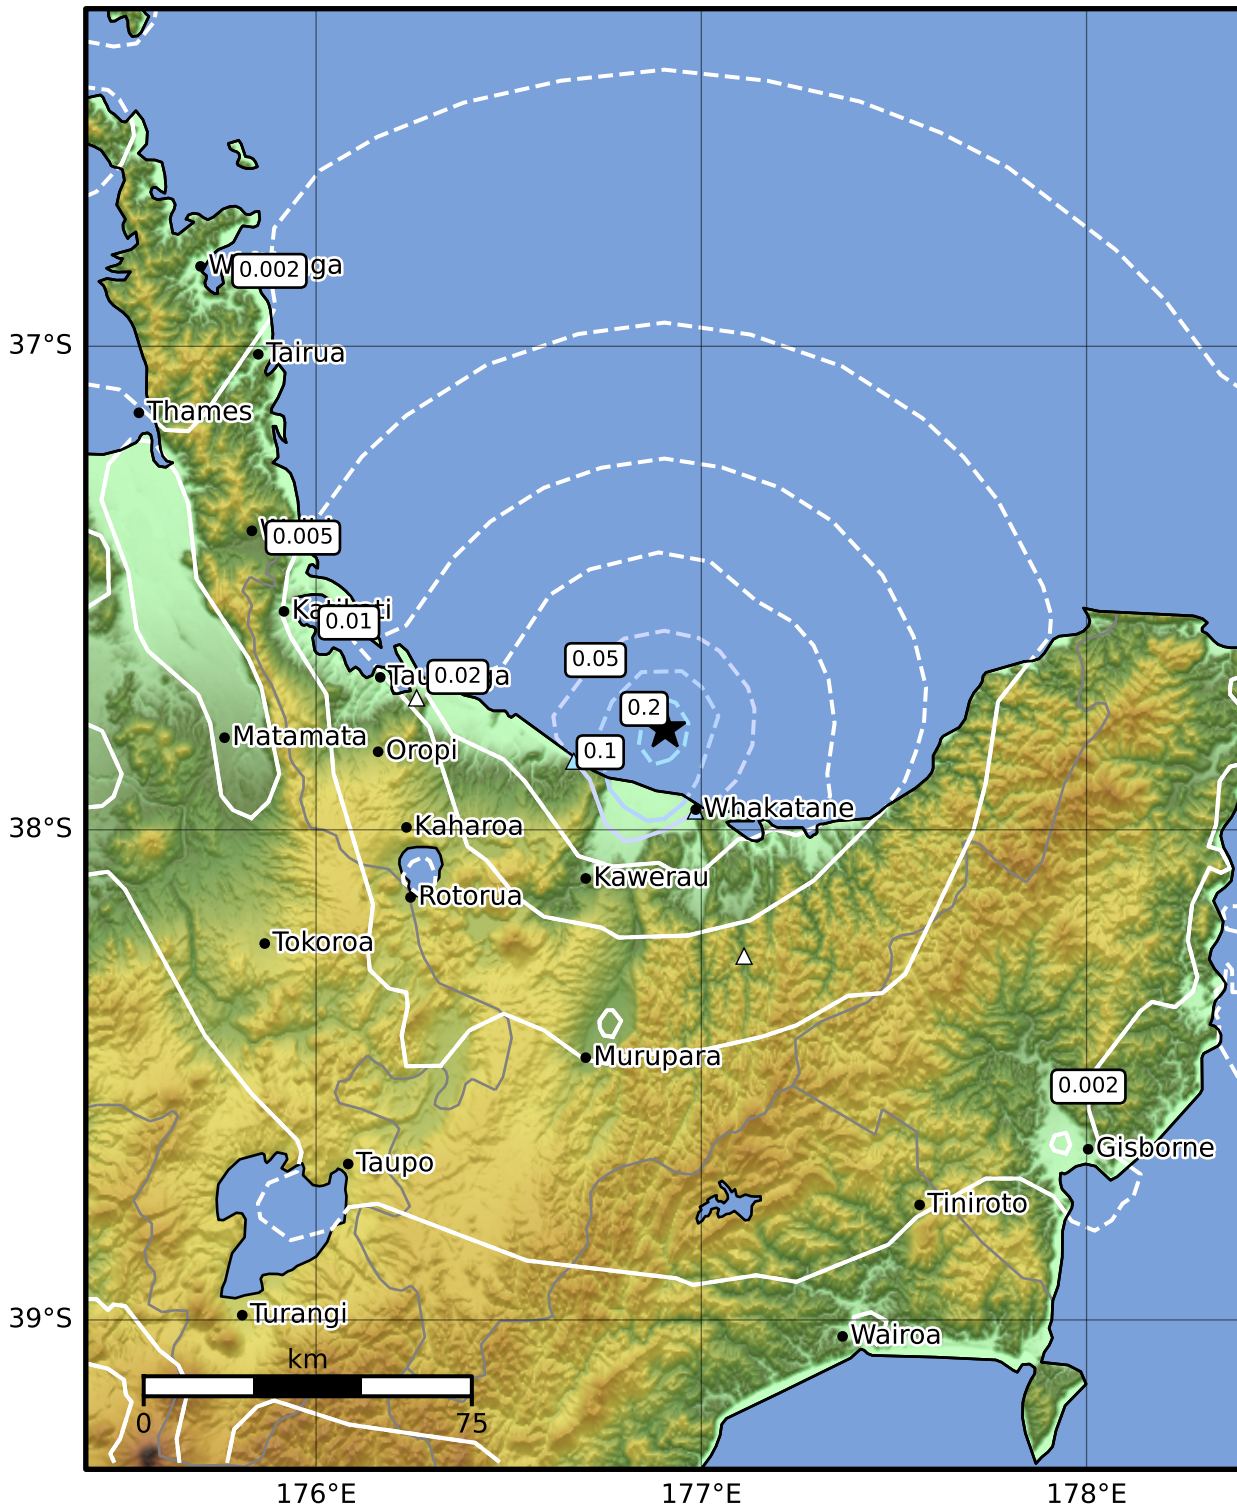 0.002
37°S
Tairua
Thames
0.005
0.01
0.05
0.02
0.2
Matamata
Oropi
0.1
Whakatane
38°S
Kaharoa
Kawerau
Rotorua
Tokoroa
Murupara
0.002
Gisborne
Taupo
Tiniroto
Turangi
39°S
Wairoa
km
0
75
176°E
177°E
178°E